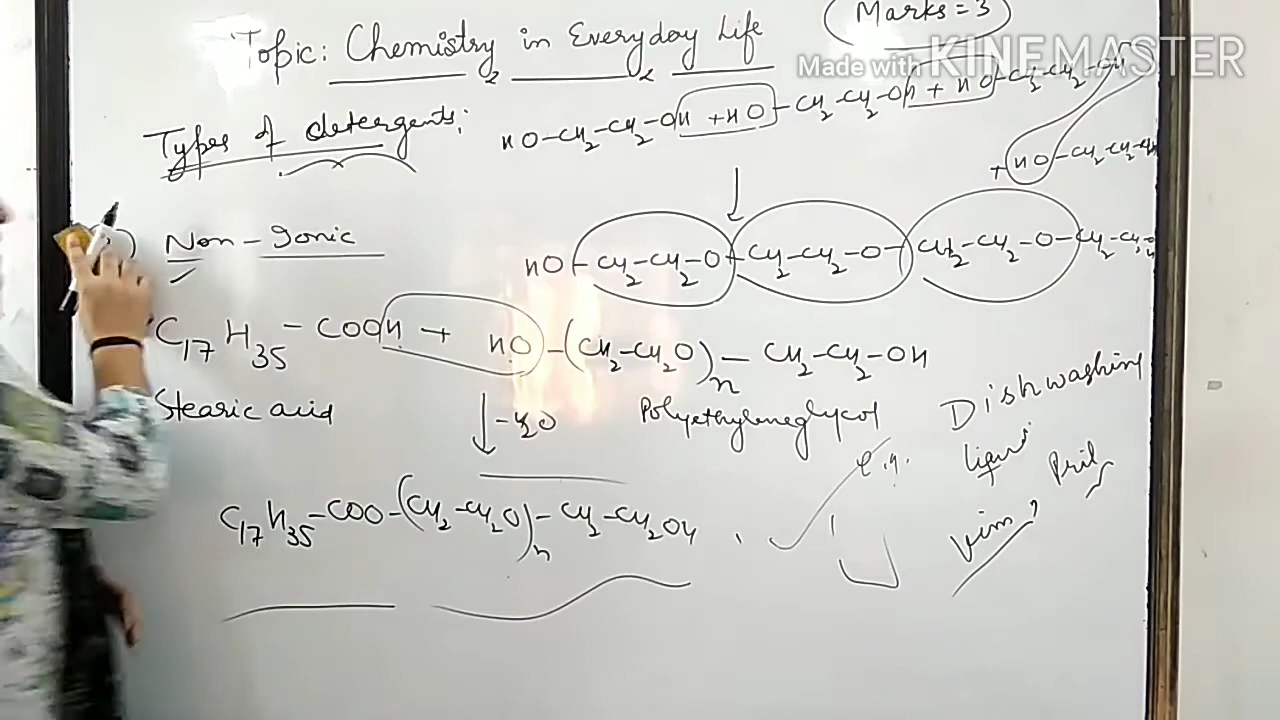 Topic: Chemistry in Everyday Life
Marks = 3
Made with KINEMASTER
Types of detergents:
HO-CH2-CH2-OH + HO-CH2-CH2-OH + HO-CH2-CH2-OH
+ HO-CH2-CH2-OH
Non-Ionic
HO-CH2-CH2-O-CH2-CH2-O-CH2-CH2-O-CH2-CH2-
C17H35-COOH + HO-(CH2-CH2O)n-CH2-CH2-OH
Stearic acid
-H2O
Polyethyleneglycol
e.g.
Dishwashing
liquid
Pril
Vim,
C17H35-COO-(CH2-CH2O)n-CH2-CH2OH